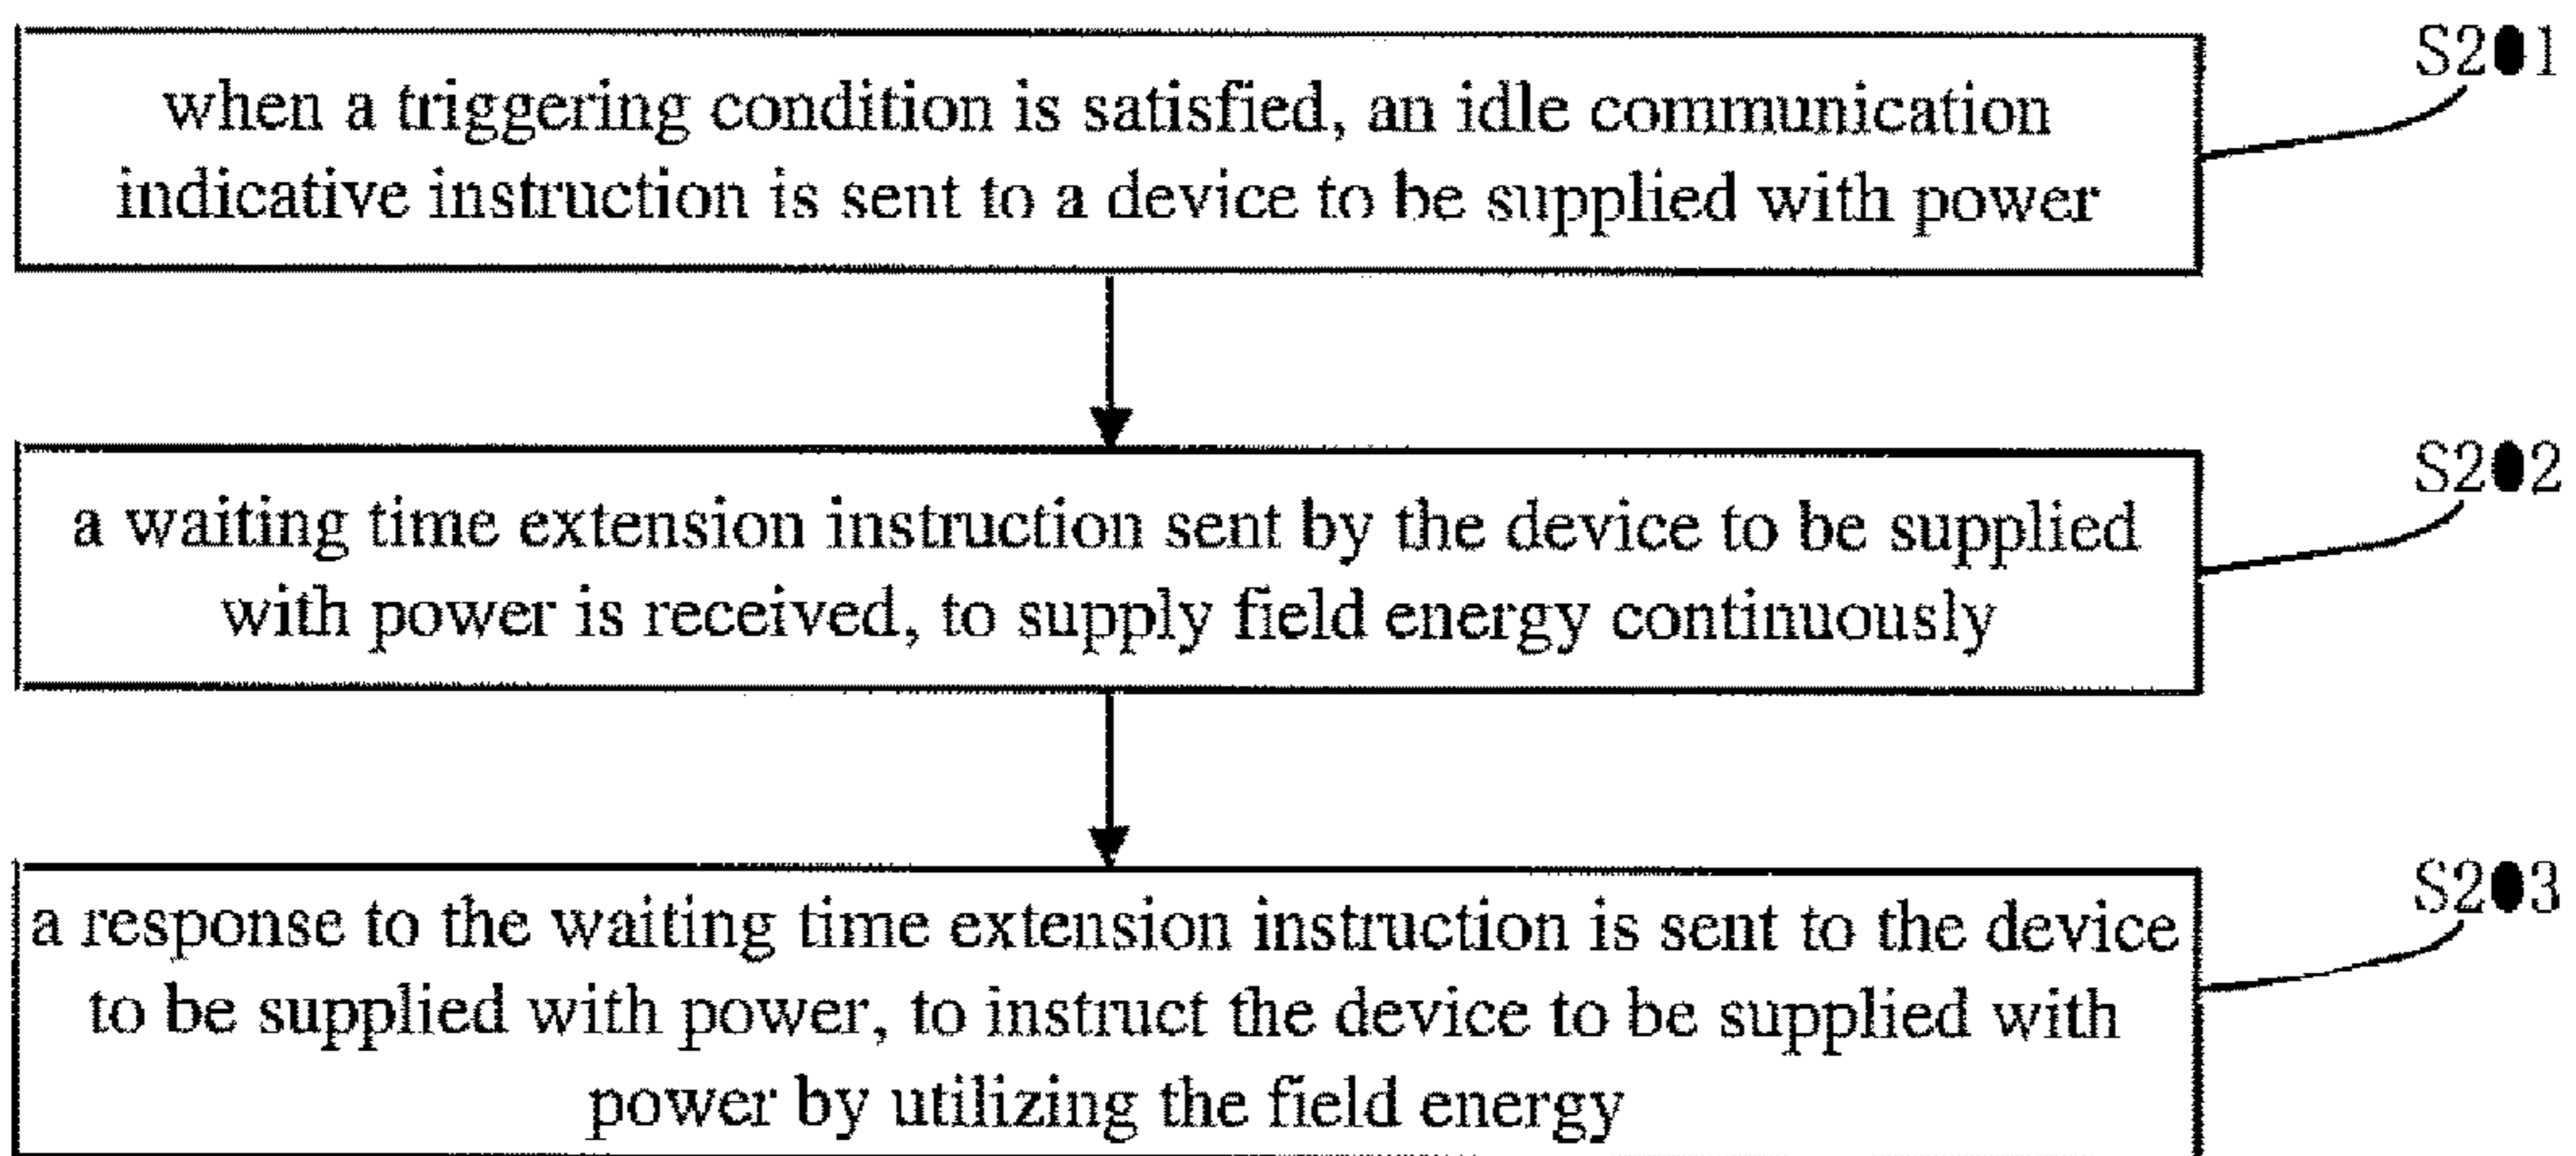 S201
when a triggering condition is satisfied, an idle communication
indicative instruction is sent to a device to be supplied with power
S202
a waiting time extension instruction sent by the device to be supplied
with power is received, to supply field energy continuously
S203
a response to the waiting time extension instruction is sent to the device
to be supplied with power, to instruct the device to be supplied with
power by utilizing the field energy